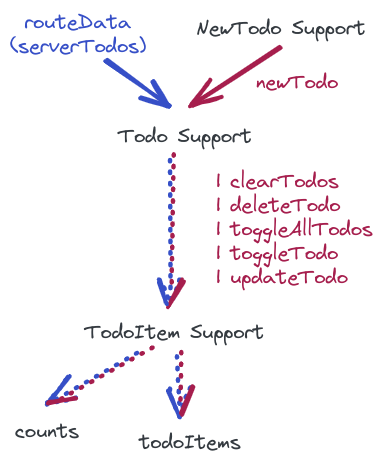 routeData
(serverTodos)
NewTodo Support
newTodo
Todo Support
| clearTodos
| deleteTodo
| toggleAllTodos
| toggleTodo
| updateTodo
TodoItem Support
counts
todoItems